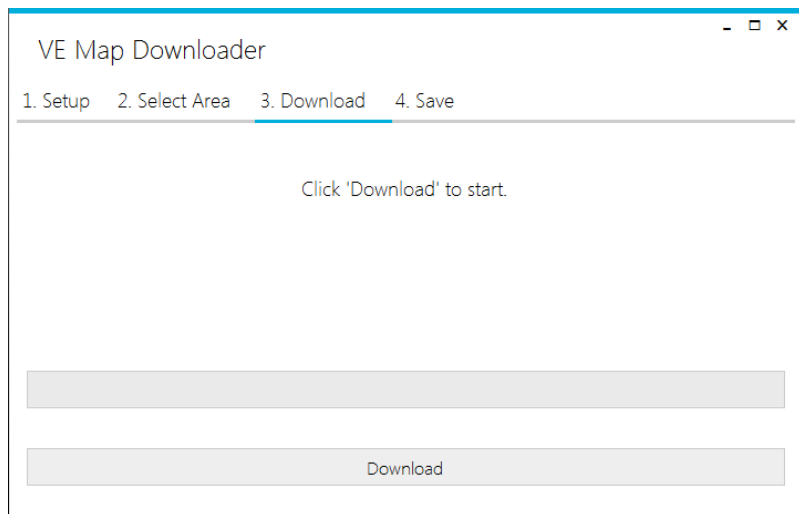 VE Map Downloader
1. Setup 2. Select Area 3. Download 4. Save
Click 'Download' to start.
Download